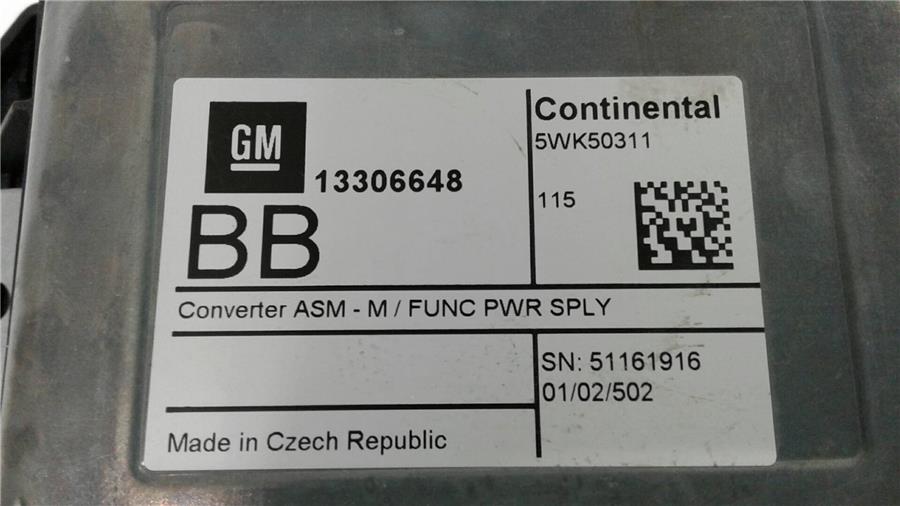 GM
13306648
BB
Continental
5WK50311
115
Converter ASM - M / FUNC PWR SPLY
SN: 51161916
01/02/502
Made in Czech Republic